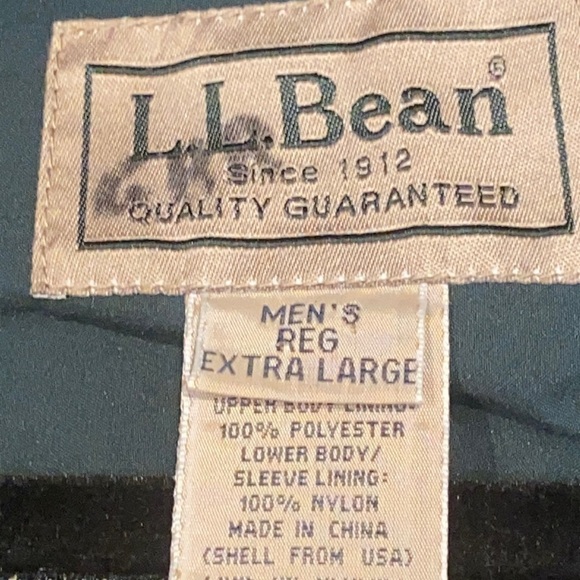 L.L.Bean®
Since 1912
QUALITY GUARANTEED
MEN'S
REG
EXTRA LARGE
UPPER BODY LINING:
100% POLYESTER
LOWER BODY/
SLEEVE LINING:
100% NYLON
MADE IN CHINA
(SHELL FROM USA)